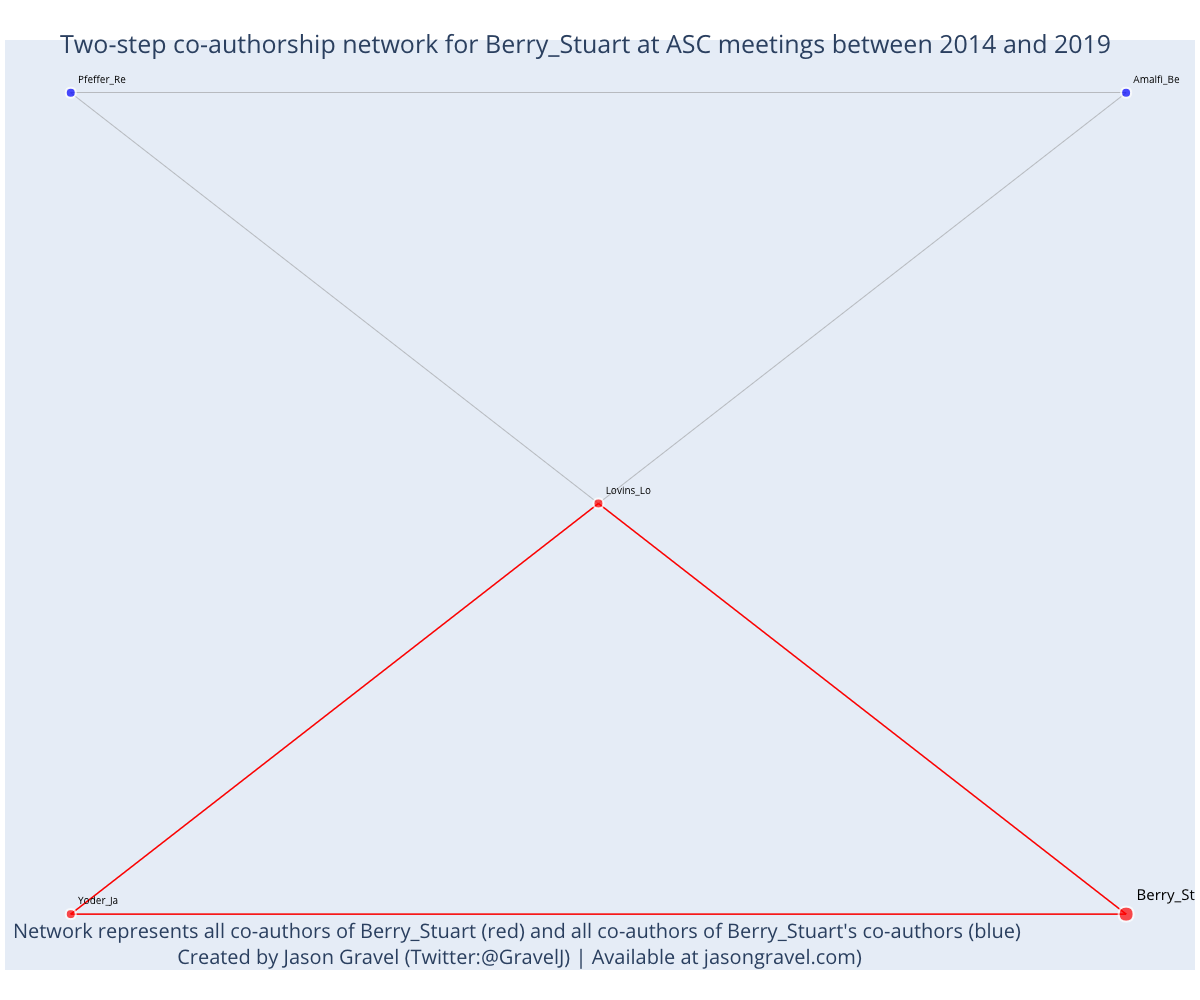 Two-step co-authorship network for Berry_Stuart at ASC meetings between 2014 and 2019
Pfeffer_Re
Amalfi_Be
Lovins_Lo
Yoder_Ja
Berry_St
Network represents all co-authors of Berry_Stuart (red) and all co-authors of Berry_Stuart's co-authors (blue)
Created by Jason Gravel (Twitter:@GravelJ) | Available at jasongravel.com)